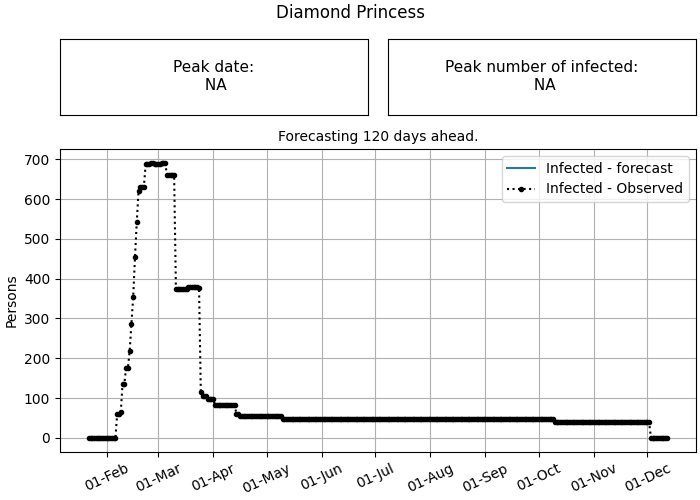 Diamond Princess
Peak date:
NA
Peak number of infected:
NA
Forecasting 120 days ahead.
Infected - forecast
Infected - Observed
Persons
700
600
500
400
300
200
100
0
01-Feb
01-Mar
01-Apr
01-May
01-Jun
01-Jul
01-Aug
01-Sep
01-Oct
01-Nov
01-Dec